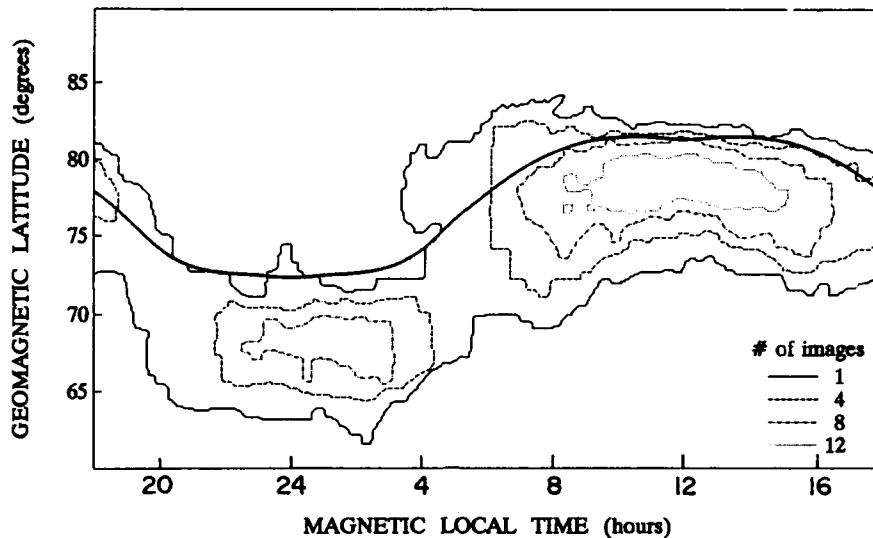 GEOMAGNETIC LATITUDE (degrees)
85
80
75
70
65
# of images
1
4
8
12
20 24 4 8 12 16
MAGNETIC LOCAL TIME (hours)